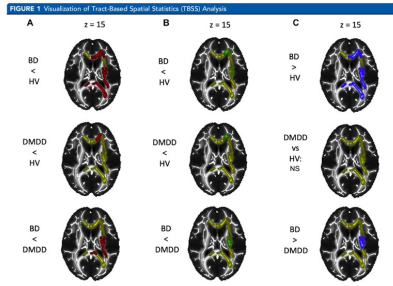 FIGURE 1 Visualization of Tract-Based Spatial Statistics (TBSS) Analysis
A z = 15
B z = 15
C z = 15
BD
<
HV
BD
<
HV
BD
>
HV
DMDD
<
HV
DMDD
<
HV
DMDD
vs
HV:
NS
BD
<
DMDD
BD
<
DMDD
BD
>
DMDD